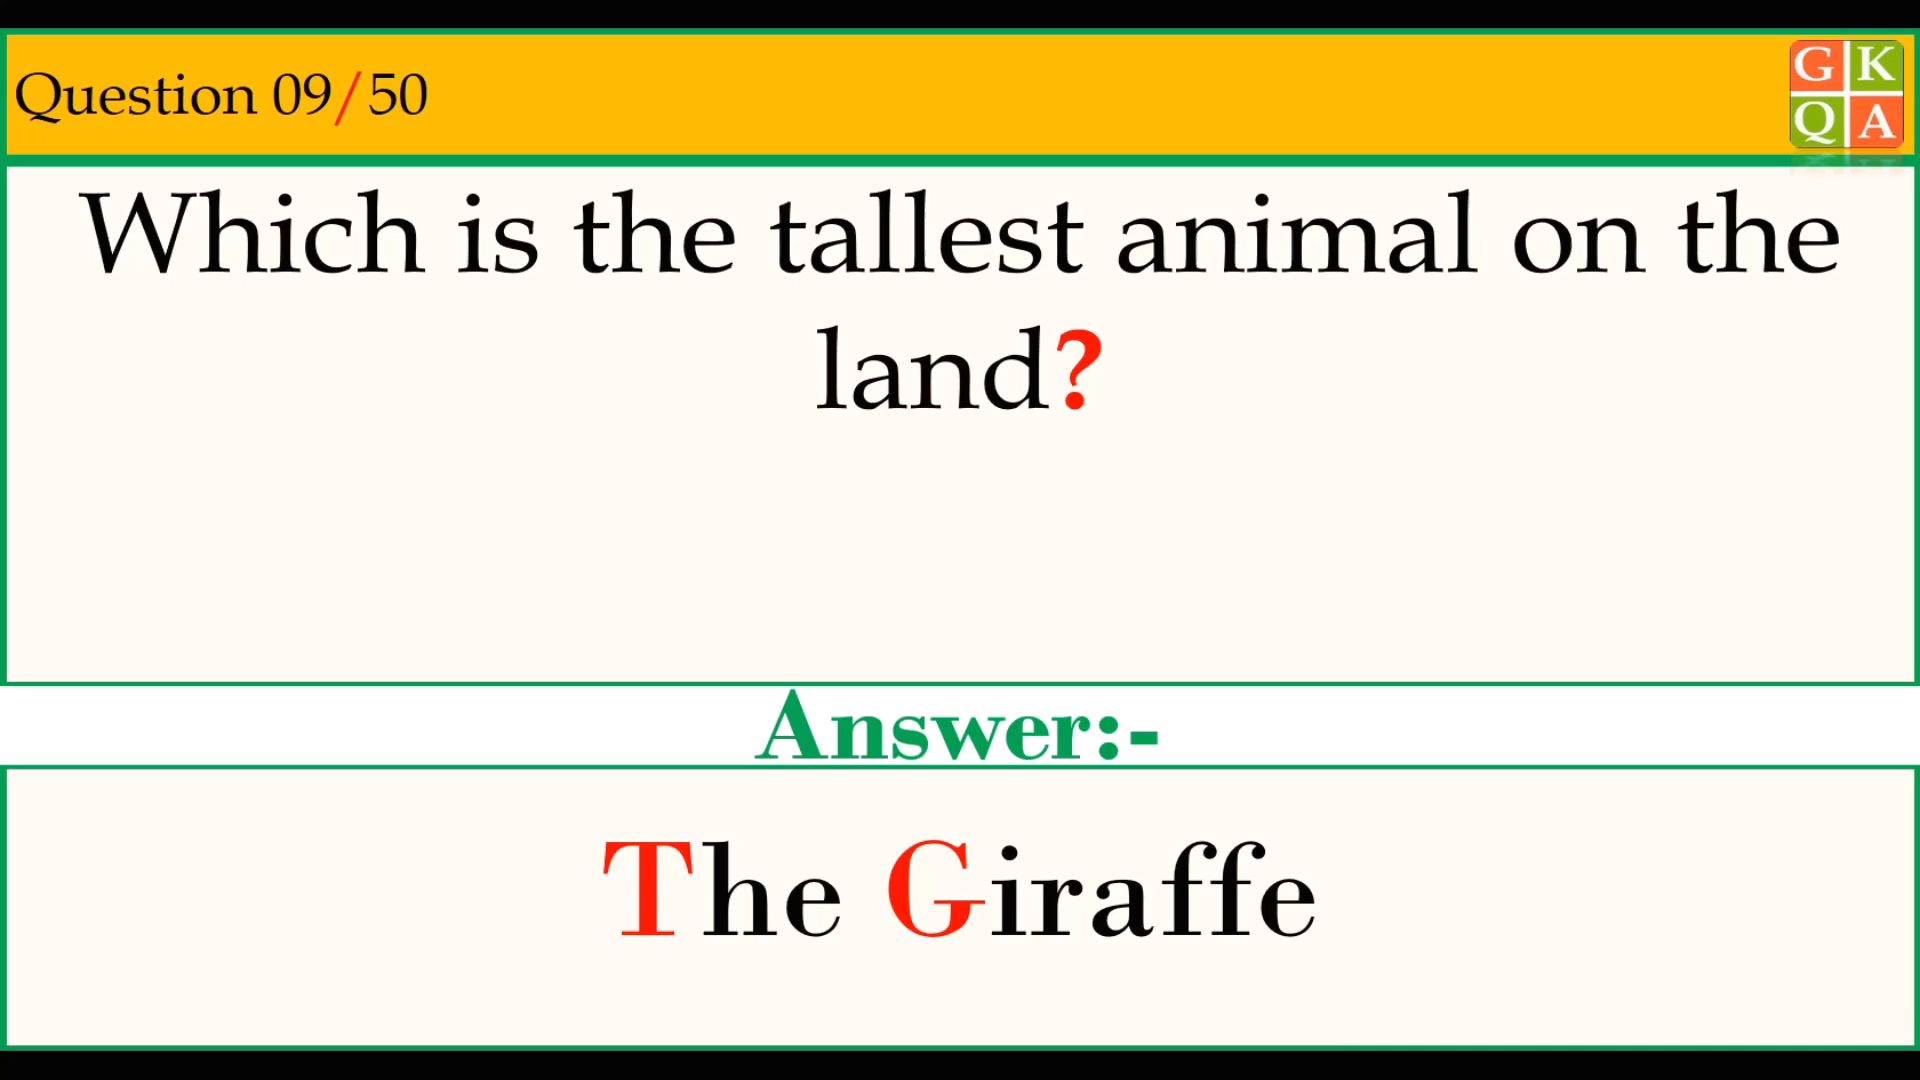 Question 09/50
G K
Q A
Which is the tallest animal on the
land?
Answer:-
The Giraffe